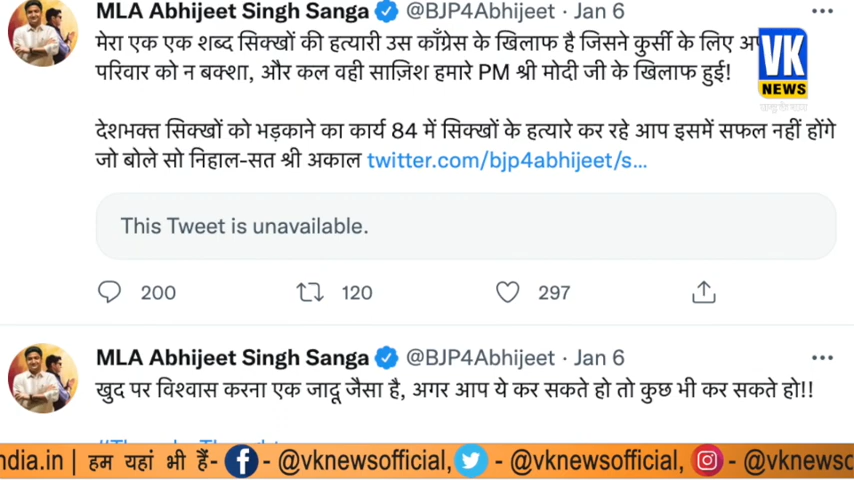 MLA Abhijeet Singh Sanga @BJP4Abhijeet · Jan 6
मेरा एक एक शब्द सिक्खों की हत्यारी उस काँग्रेस के खिलाफ है जिसने कुर्सी के लिए
परिवार को न बक्शा, और कल वही साज़िश हमारे PM श्री मोदी जी के खिलाफ हुई!
VK
NEWS
देशभक्त सिक्खों को भड़काने का कार्य 84 में सिक्खों के हत्यारे कर रहे आप इसमें सफल नहीं होंगे
जो बोले सो निहाल-सत श्री अकाल twitter.com/bjp4abhijeet/s...
This Tweet is unavailable.
200 120 297
MLA Abhijeet Singh Sanga @BJP4Abhijeet · Jan 6
खुद पर विश्वास करना एक जादू जैसा है, अगर आप ये कर सकते हो तो कुछ भी कर सकते हो!!
ndia.in | हम यहां भी हैं- - @vknewsofficial, - @vknewsofficial, - @vknewso